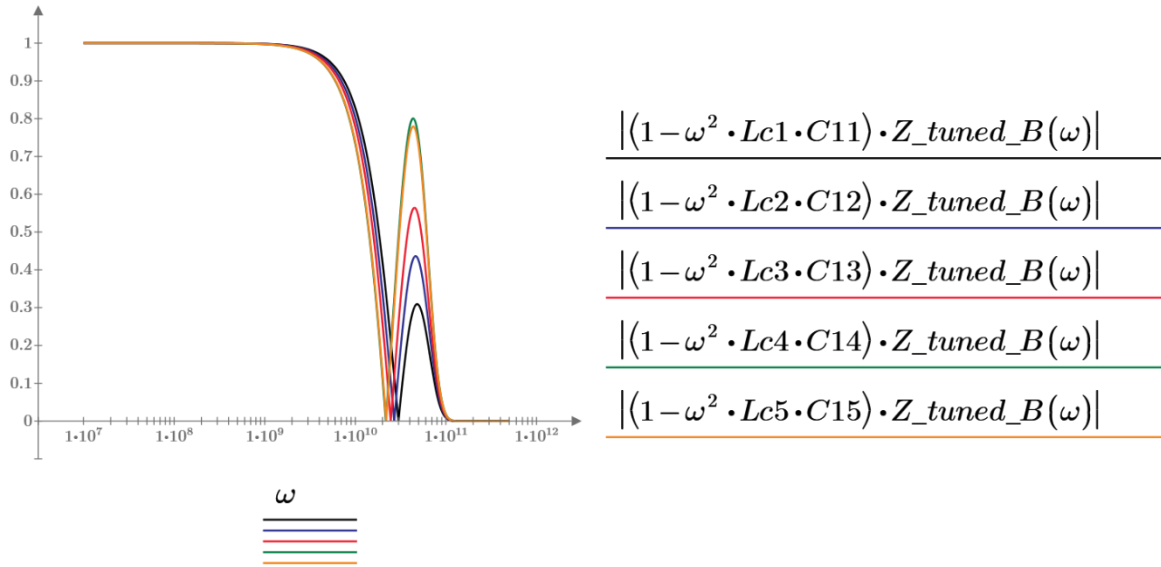 1
0.9
0.8
0.7
0.6
0.5
0.4
0.3
0.2
0.1
0
1·10⁷ 1·10⁸ 1·10⁹ 1·10¹⁰ 1·10¹¹ 1·10¹²
ω
|(1−ω²·Lc1·C11)·Z_tuned_B(ω)|
|(1−ω²·Lc2·C12)·Z_tuned_B(ω)|
|(1−ω²·Lc3·C13)·Z_tuned_B(ω)|
|(1−ω²·Lc4·C14)·Z_tuned_B(ω)|
|(1−ω²·Lc5·C15)·Z_tuned_B(ω)|